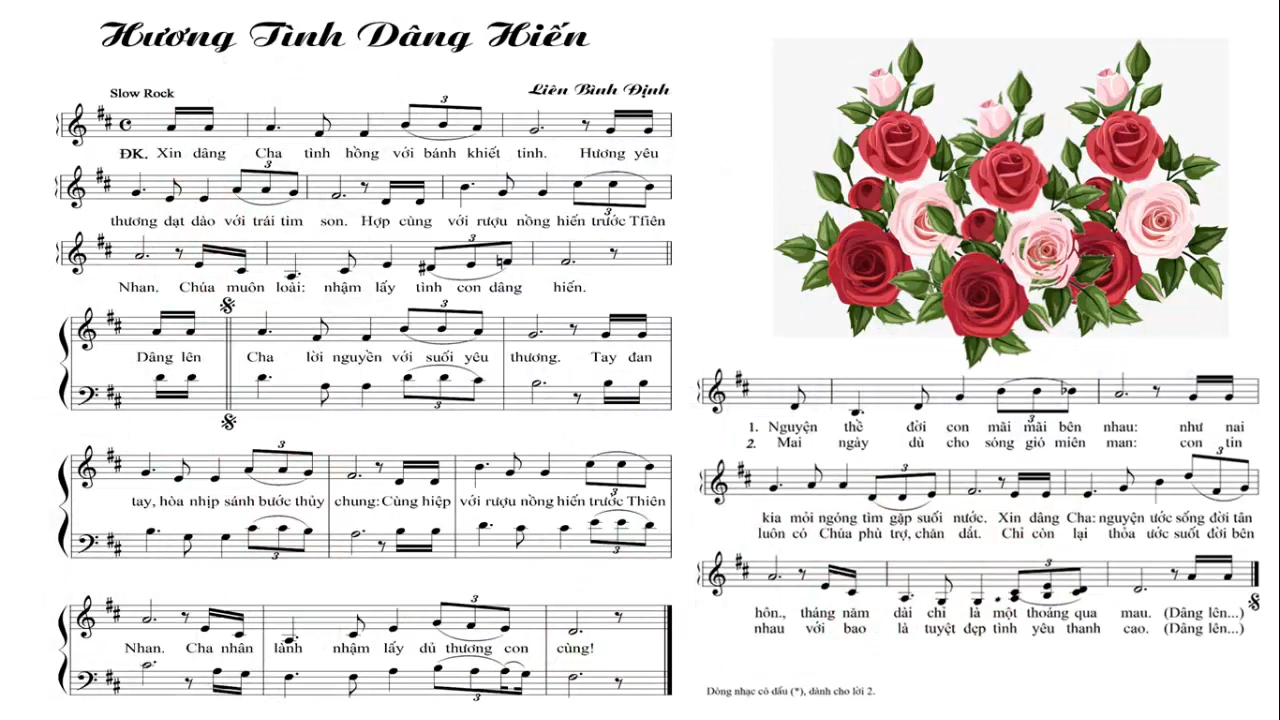 Hương Tình Dâng Hiến
Slow Rock
Liên Bình Định
ĐK. Xin dâng Cha tình hồng với bánh khiết tinh. Hương yêu
thương dạt dào với trái tim son. Hợp cùng với rượu nồng hiến trước Tfiên
Nhan. Chúa muôn loài: nhậm lấy tình con dâng hiến.
Dâng lên Cha lời nguyền với suối yêu thương. Tay đan
tay, hòa nhịp sánh bước thủy chung: Cùng hiệp với rượu nồng hiến trước Thiên
Nhan. Cha nhân lành nhậm lấy dủ thương con cùng!
1. Nguyện thề đời con mãi mãi bên nhau: như nai
2. Mai ngày dù cho sóng gió miên man: con tin
kia mỏi ngóng tìm gặp suối nước. Xin dâng Cha: nguyện ước sống đời tân
luôn có Chúa phù trợ, chăn dắt. Chỉ còn lại thỏa ước suốt đời bên
hôn., tháng năm dài chỉ là một thoáng qua mau. (Dâng lên...)
nhau với bao là tuyệt đẹp tình yêu thanh cao. (Dâng lên...)
Dòng nhạc có dấu (*), dành cho lời 2.